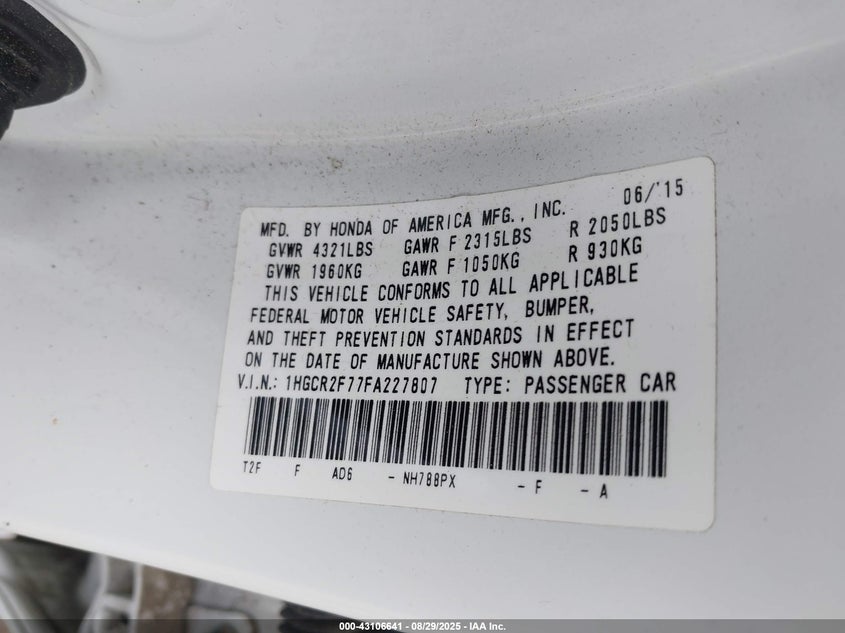 06/'15
MFD. BY HONDA OF AMERICA MFG., INC.
GVWR 4321LBS GAWR F 2315LBS R 2050LBS
GVWR 1960KG GAWR F 1050KG R 930KG
THIS VEHICLE CONFORMS TO ALL APPLICABLE
FEDERAL MOTOR VEHICLE SAFETY, BUMPER,
AND THEFT PREVENTION STANDARDS IN EFFECT
ON THE DATE OF MANUFACTURE SHOWN ABOVE.
V.I.N.: 1HGCR2F77FA227807 TYPE: PASSENGER CAR
T2F F AD6 - NH788PX - F - A
000-43106641 - 08/29/2025 - IAA Inc.